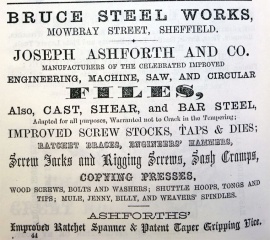 BRUCE STEEL WORKS,
MOWBRAY STREET, SHEFFIELD.
JOSEPH ASHFORTH AND CO.
MANUFACTURERS OF THE CELEBRATED IMPROVED
ENGINEERING, MACHINE, SAW, AND CIRCULAR
FILES,
Also, CAST, SHEAR, and BAR STEEL,
Adapted for all purposes, Warranted not to Crack in the Tempering;
IMPROVED SCREW STOCKS, TAPS & DIES;
RATCHET BRACES, ENGINEERS' HAMMERS,
Screw Jacks and Rigging Screws, Sash Cramps,
COPYING PRESSES,
WOOD SCREWS, BOLTS AND WASHERS; SHUTTLE HOOPS, TONGS AND
TIPS; MULE, JENNY, BILLY, AND WEAVERS' SPINDLES.
ASHFORTHS'
Improved Ratchet Spanner & Patent Taper Gripping Vice.
44